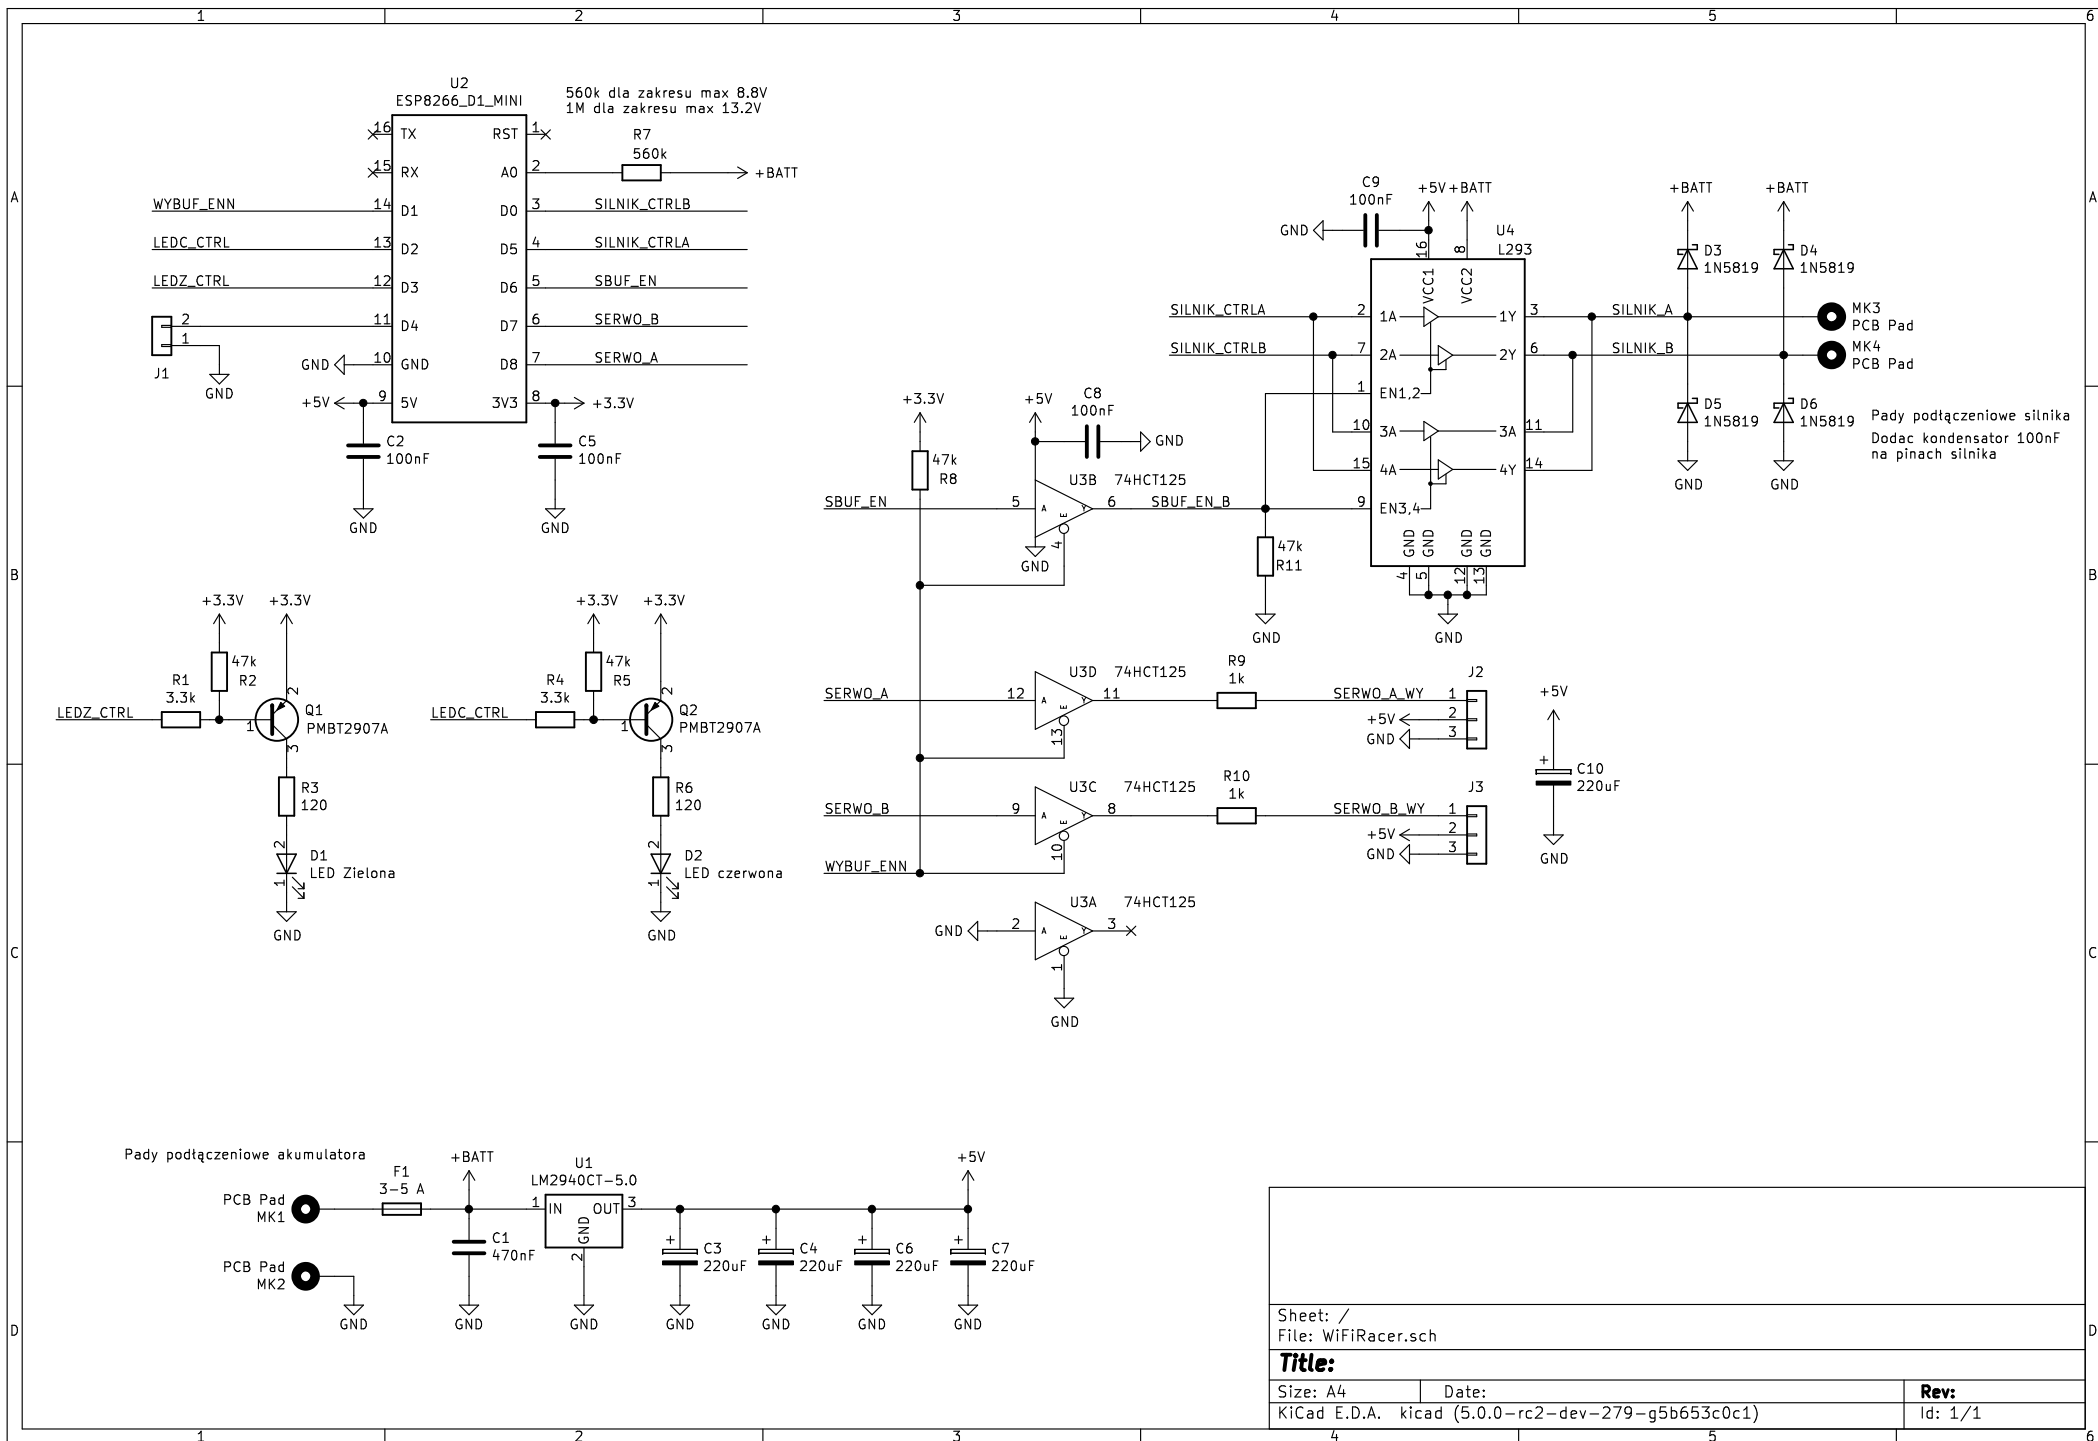 1 2 3 4 5 6
A
B
C
D
A
B
C
D
1 2 3 4 5 6
U2
ESP8266_D1_MINI
560k dla zakresu max 8.8V
1M dla zakresu max 13.2V
16 TX RST 1
15 RX A0 2
R7
560k
+BATT
WYBUF_ENN 14 D1 D0 3 SILNIK_CTRLB
LEDC_CTRL 13 D2 D5 4 SILNIK_CTRLA
LEDZ_CTRL 12 D3 D6 5 SBUF_EN
2 11 D4 D7 6 SERWO_B
1
J1
GND
GND 10 GND D8 7 SERWO_A
+5V 9 5V 3V3 8 +3.3V
C2
100nF
GND
C5
100nF
GND
C9
100nF
GND
+5V +BATT
16 8
U4
L293
VCC1 VCC2
SILNIK_CTRLA 2 1A 1Y 3 SILNIK_A
SILNIK_CTRLB 7 2A 2Y 6 SILNIK_B
1 EN1,2
10 3A 3A 11
15 4A 4Y 14
9 EN3,4
GND GND GND GND
4 5 12 13
GND
+BATT +BATT
D3
1N5819
D4
1N5819
D5
1N5819
D6
1N5819
GND GND
MK3
PCB Pad
MK4
PCB Pad
Pady podłączeniowe silnika
Dodac kondensator 100nF
na pinach silnika
+3.3V
47k
R8
+5V
C8
100nF
GND
U3B 74HCT125
SBUF_EN 5 A E Y 6 SBUF_EN_B
4
GND
47k
R11
GND
U3D 74HCT125
SERWO_A 12 A E Y 11
13
R9
1k
SERWO_A_WY 1
+5V 2
GND 3
J2
U3C 74HCT125
SERWO_B 9 A E Y 8
10
R10
1k
SERWO_B_WY 1
+5V 2
GND 3
J3
WYBUF_ENN
+5V
+
C10
220uF
GND
U3A 74HCT125
GND 2 A E Y 3
1
GND
+3.3V +3.3V
47k
R2
R1
3.3k
LEDZ_CTRL
1 2 3
Q1
PMBT2907A
R3
120
2
1
D1
LED Zielona
GND
+3.3V +3.3V
47k
R5
R4
3.3k
LEDC_CTRL
1 2 3
Q2
PMBT2907A
R6
120
2
1
D2
LED czerwona
GND
Pady podłączeniowe akumulatora
PCB Pad
MK1
F1
3-5 A
+BATT
C1
470nF
GND
PCB Pad
MK2
GND
U1
LM2940CT-5.0
1 IN OUT 3
GND
2
GND
+
C3
220uF
GND
+
C4
220uF
GND
+
C6
220uF
GND
+5V
+
C7
220uF
GND
Sheet: /
File: WiFiRacer.sch
Title:
Size: A4 Date: Rev:
KiCad E.D.A. kicad (5.0.0-rc2-dev-279-g5b653c0c1) Id: 1/1